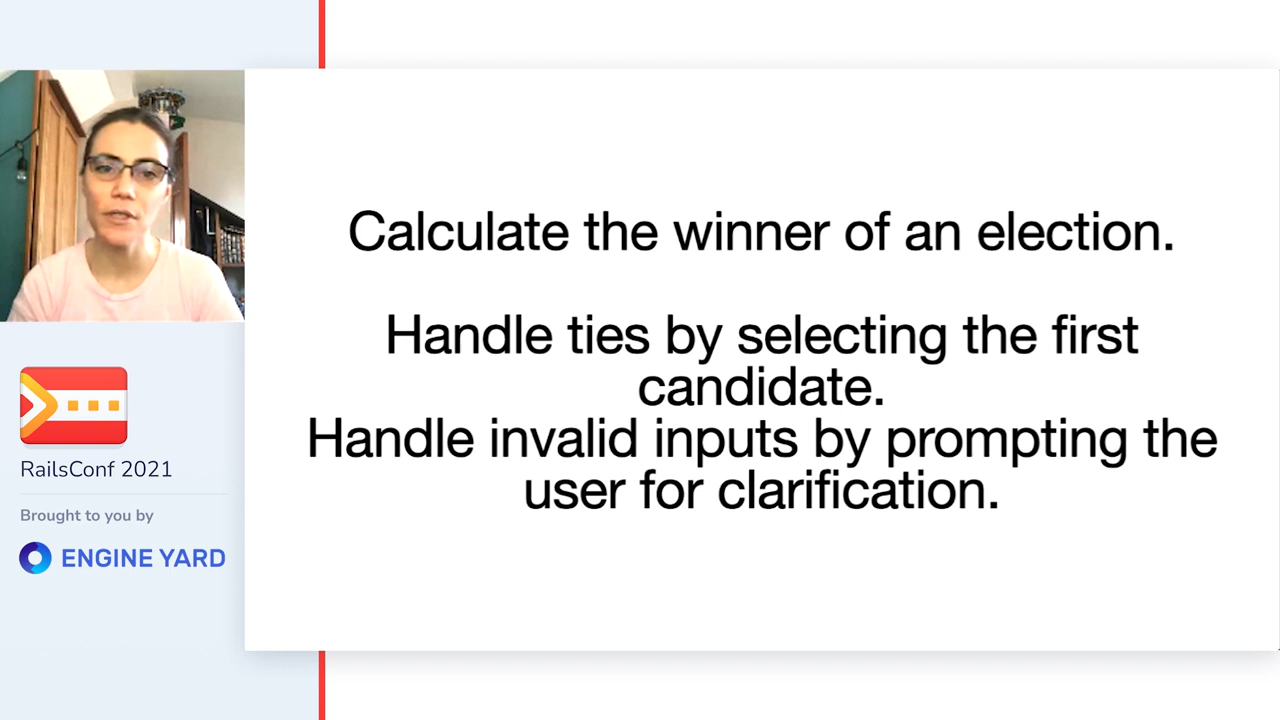 Calculate the winner of an election.
Handle ties by selecting the first
candidate.
Handle invalid inputs by prompting the
user for clarification.
RailsConf 2021
Brought to you by
ENGINE YARD